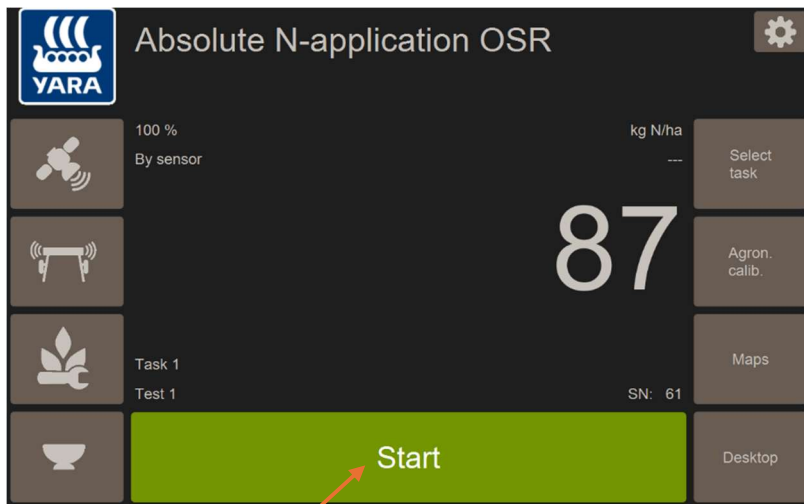 YARA
Absolute N-application OSR
100 %
kg N/ha
By sensor
---
Select
task
87
Agron.
calib.
Task 1
Maps
Test 1
SN: 61
Start
Desktop